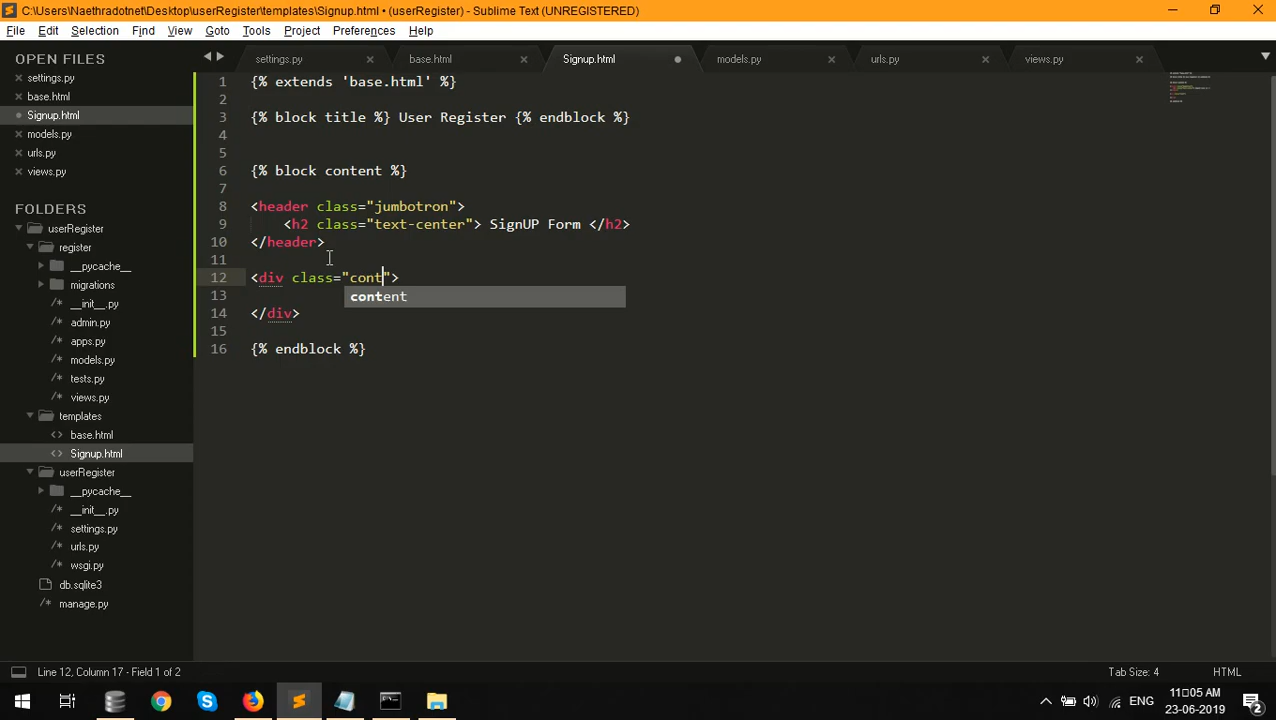 C:\Users\Naethradotnet\Desktop\userRegister\templates\Signup.html • (userRegister) - Sublime Text (UNREGISTERED)
File Edit Selection Find View Goto Tools Project Preferences Help
OPEN FILES
settings.py
base.html
Signup.html
models.py
urls.py
views.py
FOLDERS
userRegister
register
__pycache__
migrations
__init__.py
admin.py
apps.py
models.py
tests.py
views.py
templates
base.html
Signup.html
userRegister
__pycache__
__init__.py
settings.py
urls.py
wsgi.py
db.sqlite3
manage.py
settings.py base.html Signup.html models.py urls.py views.py
1 {% extends 'base.html' %}
2
3 {% block title %} User Register {% endblock %}
4
5
6 {% block content %}
7
8 <header class="jumbotron">
9 <h2 class="text-center"> SignUP Form </h2>
10 </header>
11
12 <div class="cont">
content
13
14 </div>
15
16 {% endblock %}
Line 12, Column 17 - Field 1 of 2
Tab Size: 4 HTML
ENG
11:05 AM
23-06-2019
2